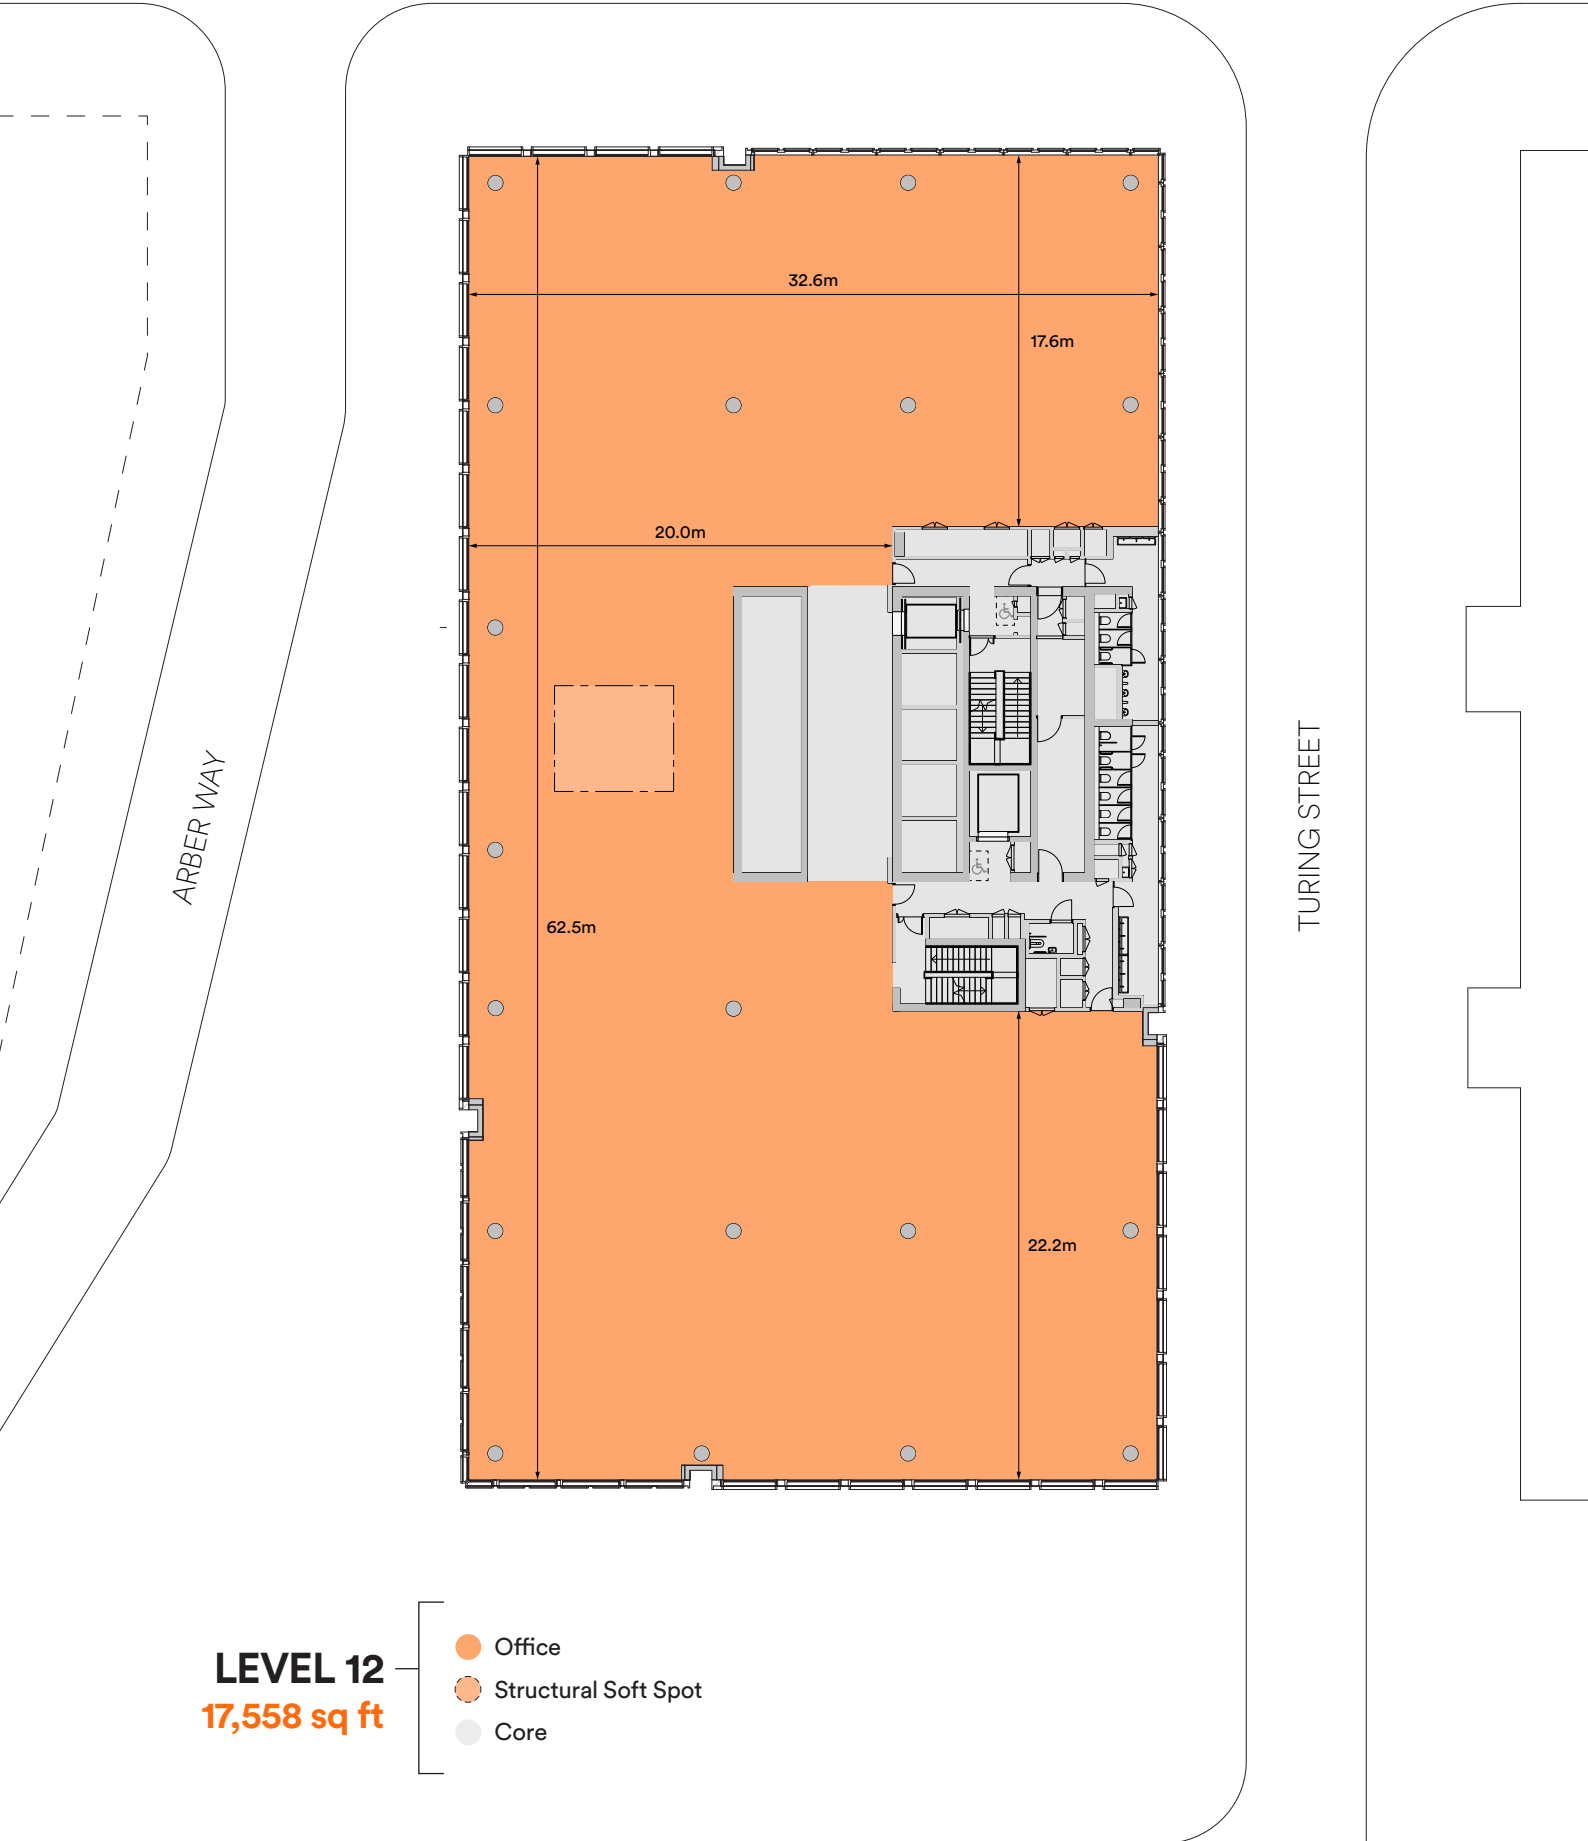 32.6m
17.6m
20.0m
ARBER WAY
TURING STREET
62.5m
22.2m
LEVEL 12
17,558 sq ft
Office
Structural Soft Spot
Core